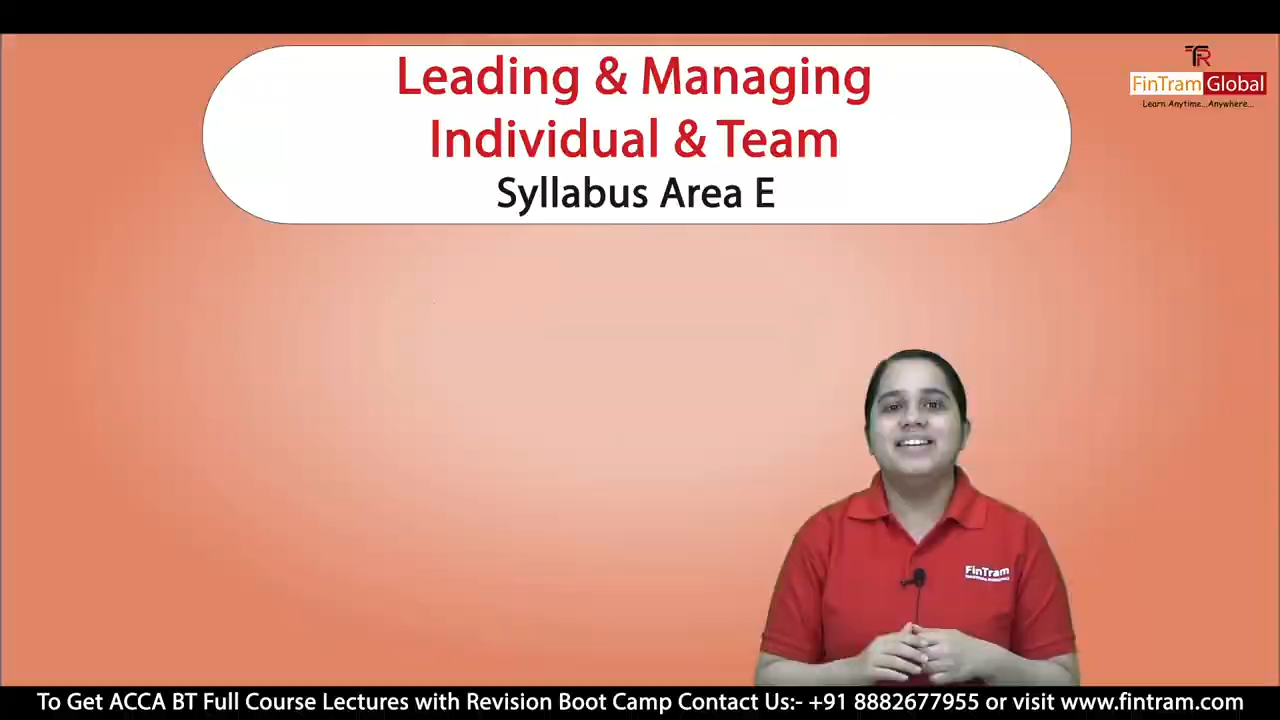 Leading & Managing
Individual & Team
Syllabus Area E
FinTram Global
Learn Anytime...Anywhere...
FinTram
To Get ACCA BT Full Course Lectures with Revision Boot Camp Contact Us:- +91 8882677955 or visit www.fintram.com